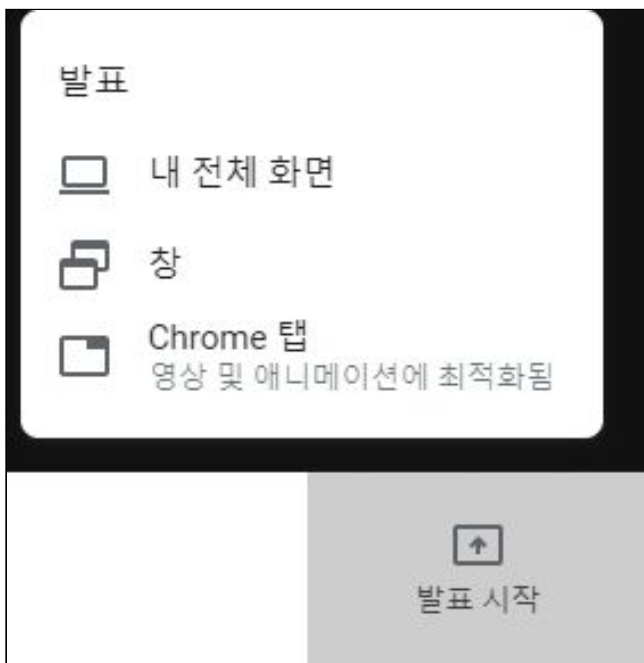 발표
내 전체 화면
창
Chrome 탭
영상 및 애니메이션에 최적화됨
발표 시작